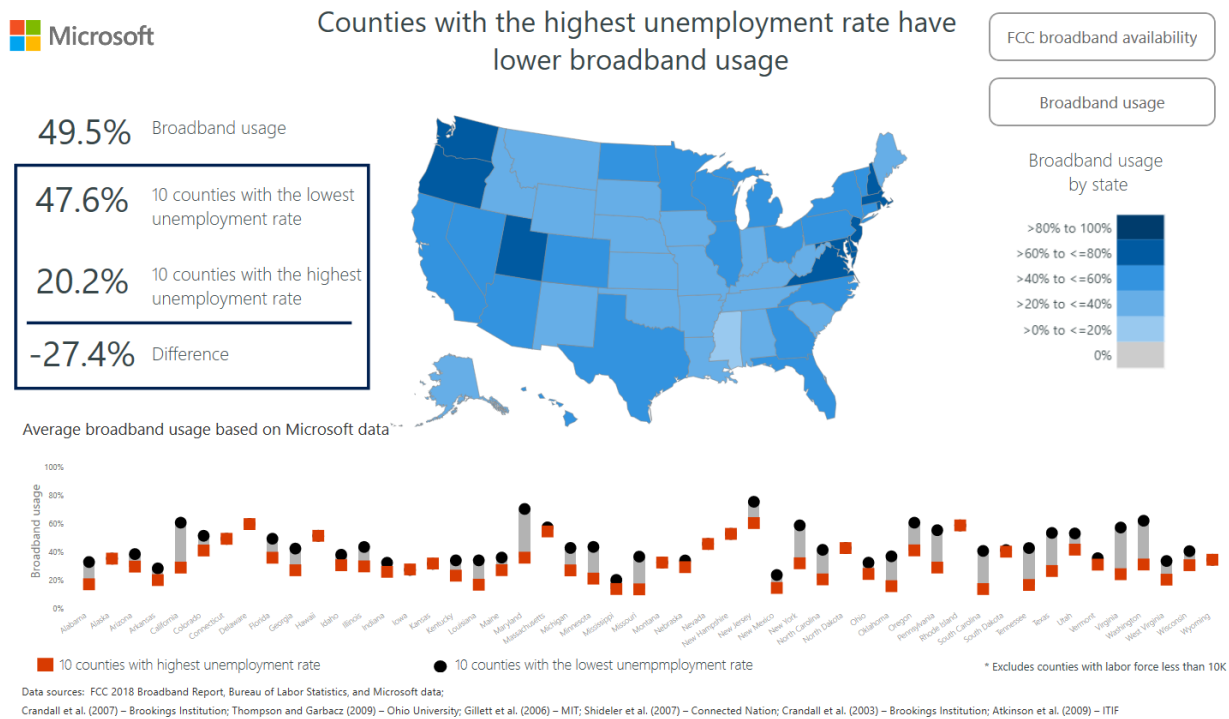 Microsoft
Counties with the highest unemployment rate have
lower broadband usage
FCC broadband availability
Broadband usage
49.5% Broadband usage
47.6% 10 counties with the lowest
unemployment rate
20.2% 10 counties with the highest
unemployment rate
-27.4% Difference
Broadband usage
by state
>80% to 100%
>60% to <=80%
>40% to <=60%
>20% to <=40%
>0% to <=20%
0%
Average broadband usage based on Microsoft data
Broadband usage
100%
80%
60%
40%
20%
0%
Alabama
Alaska
Arizona
Arkansas
California
Colorado
Connecticut
Delaware
Florida
Georgia
Hawaii
Idaho
Illinois
Indiana
Iowa
Kansas
Kentucky
Louisiana
Maine
Maryland
Massachusetts
Michigan
Minnesota
Mississippi
Missouri
Montana
Nebraska
Nevada
New Hampshire
New Jersey
New Mexico
New York
North Carolina
North Dakota
Ohio
Oklahoma
Oregon
Pennsylvania
Rhode Island
South Carolina
South Dakota
Tennessee
Texas
Utah
Vermont
Virginia
Washington
West Virginia
Wisconsin
Wyoming
10 counties with highest unemployment rate
10 counties with the lowest unempmployment rate
* Excludes counties with labor force less than 10K
Data sources: FCC 2018 Broadband Report, Bureau of Labor Statistics, and Microsoft data;
Crandall et al. (2007) – Brookings Institution; Thompson and Garbacz (2009) – Ohio University; Gillett et al. (2006) – MIT; Shideler et al. (2007) – Connected Nation; Crandall et al. (2003) – Brookings Institution; Atkinson et al. (2009) – ITIF